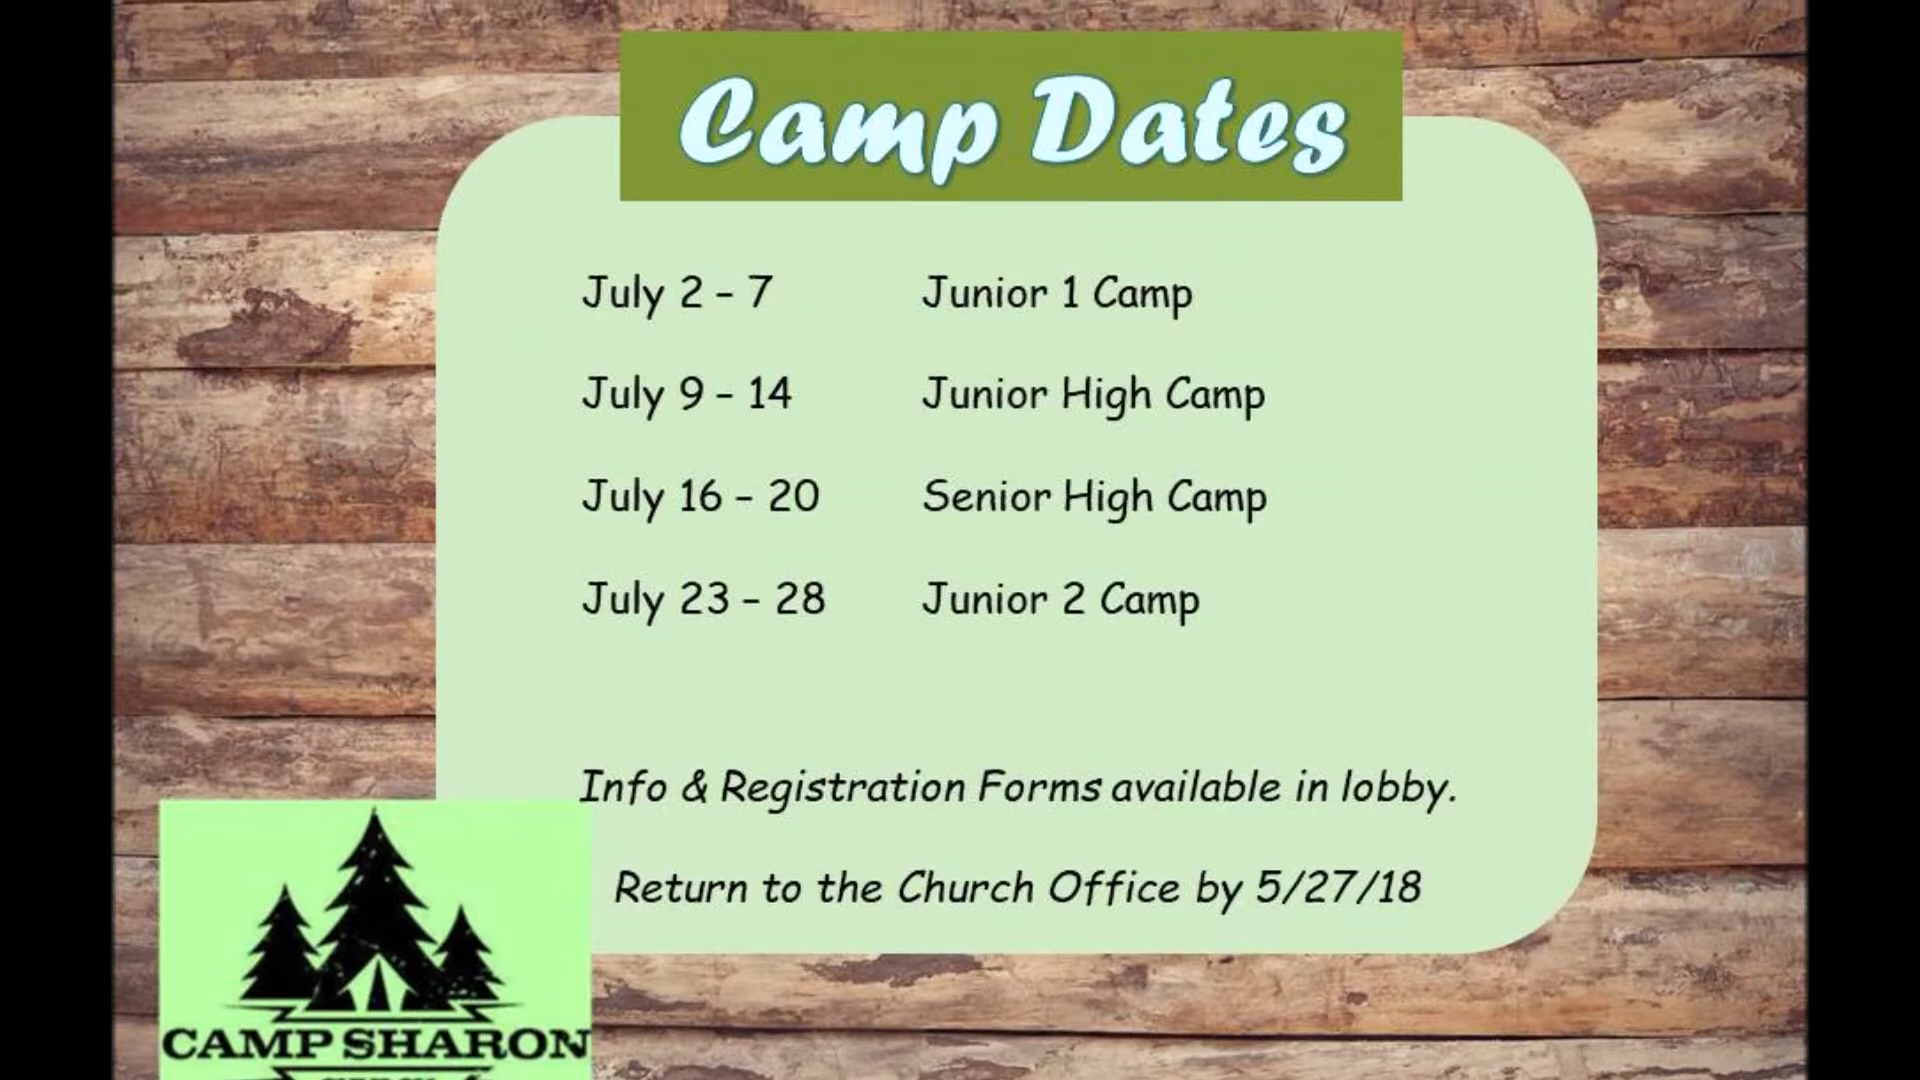 Camp Dates
July 2 – 7 Junior 1 Camp
July 9 – 14 Junior High Camp
July 16 – 20 Senior High Camp
July 23 – 28 Junior 2 Camp
Info & Registration Forms available in lobby.
Return to the Church Office by 5/27/18
CAMP SHARON